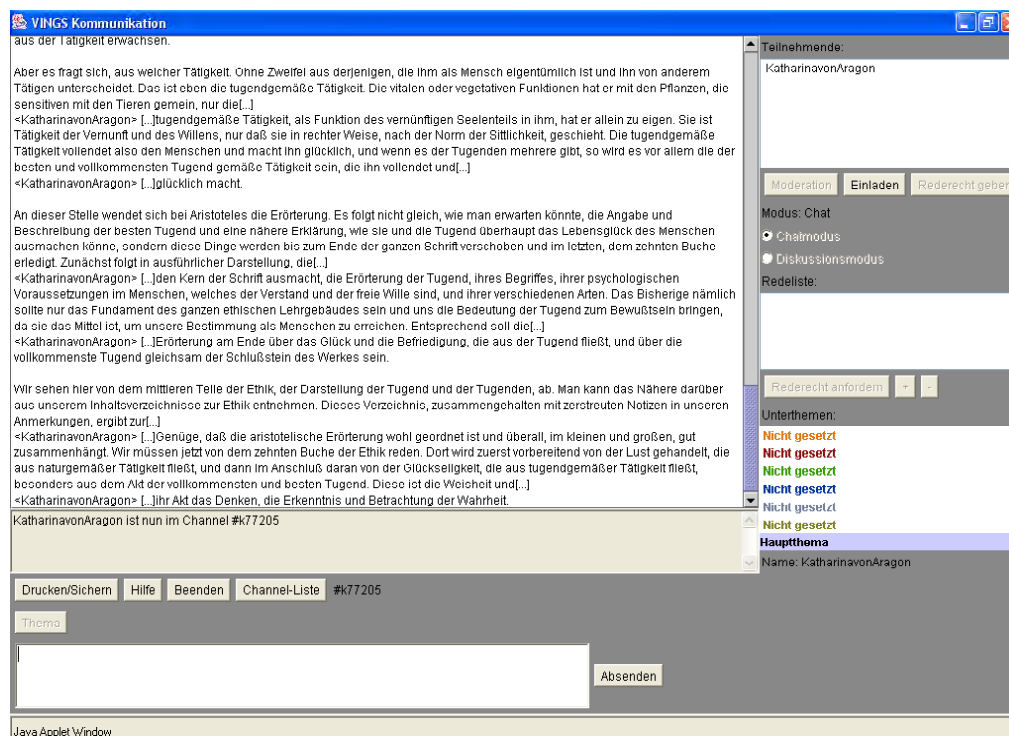 VINGS Kommunikation
aus der Tätigkeit erwachsen.
Aber es fragt sich, aus welcher Tätigkeit. Ohne Zweifel aus derjenigen, die ihm als Mensch eigentümlich ist und ihn von anderem
Tätigen unterscheidet. Das ist eben die tugendgemäße Tätigkeit. Die vitalen oder vegetativen Funktionen hat er mit den Pflanzen, die
sensitiven mit den Tieren gemein, nur die[...]
<KatharinavonAragon> [...]tugendgemäße Tätigkeit, als Funktion des vernünftigen Seelenteils in ihm, hat er allein zu eigen. Sie ist
Tätigkeit der Vernunft und des Willens, nur daß sie in rechter Weise, nach der Norm der Sittlichkeit, geschieht. Die tugendgemäße
Tätigkeit vollendet also den Menschen und macht ihn glücklich, und wenn es der Tugenden mehrere gibt, so wird es vor allem die der
besten und vollkommensten Tugend gemäße Tätigkeit sein, die ihn vollendet und[...]
<KatharinavonAragon> [...]glücklich macht.
An dieser Stelle wendet sich bei Aristoteles die Erörterung. Es folgt nicht gleich, wie man erwarten könnte, die Angabe und
Beschreibung der besten Tugend und eine nähere Erklärung, wie sie und die Tugend überhaupt das Lebensglück des Menschen
ausmachen könne, sondern diese Dinge werden bis zum Ende der ganzen Schrift verschoben und im letzten, dem zehnten Buche
erledigt. Zunächst folgt in ausführlicher Darstellung, die[...]
<KatharinavonAragon> [...]den Kern der Schrift ausmacht, die Erörterung der Tugend, ihres Begriffes, ihrer psychologischen
Voraussetzungen im Menschen, welches der Verstand und der freie Wille sind, und ihrer verschiedenen Arten. Das Bisherige nämlich
sollte nur das Fundament des ganzen ethischen Lehrgebäudes sein und uns die Bedeutung der Tugend zum Bewußtsein bringen,
da sie das Mittel ist, um unsere Bestimmung als Menschen zu erreichen. Entsprechend soll die[...]
<KatharinavonAragon> [...]Erörterung am Ende über das Glück und die Befriedigung, die aus der Tugend fließt, und über die
vollkommenste Tugend gleichsam der Schlußstein des Werkes sein.
Wir sehen hier von dem mittleren Teile der Ethik, der Darstellung der Tugend und der Tugenden, ab. Man kann das Nähere darüber
aus unserem Inhaltsverzeichnisse zur Ethik entnehmen. Dieses Verzeichnis, zusammengehalten mit zerstreuten Notizen in unseren
Anmerkungen, ergibt zur[...]
<KatharinavonAragon> [...]Genüge, daß die aristotelische Erörterung wohl geordnet ist und überall, im kleinen und großen, gut
zusammenhängt. Wir müssen jetzt von dem zehnten Buche der Ethik reden. Dort wird zuerst vorbereitend von der Lust gehandelt, die
aus naturgemäßer Tätigkeit fließt, und dann im Anschluß daran von der Glückseligkeit, die aus tugendgemäßer Tätigkeit fließt,
besonders aus dem Akt der vollkommensten und besten Tugend. Diese ist die Weisheit und[...]
<KatharinavonAragon> [...]ihr Akt das Denken, die Erkenntnis und Betrachtung der Wahrheit.
KatharinavonAragon ist nun im Channel #k77205
Drucken/Sichern Hilfe Beenden Channel-Liste #k77205
Thema
Absenden
Java Applet Window
Teilnehmende:
KatharinavonAragon
Moderation Einladen Rederecht geben
Modus: Chat
Chatmodus
Diskussionsmodus
Redeliste:
Rederecht anfordern + -
Unterthemen:
Nicht gesetzt
Nicht gesetzt
Nicht gesetzt
Nicht gesetzt
Nicht gesetzt
Nicht gesetzt
Hauptthema
Name: KatharinavonAragon